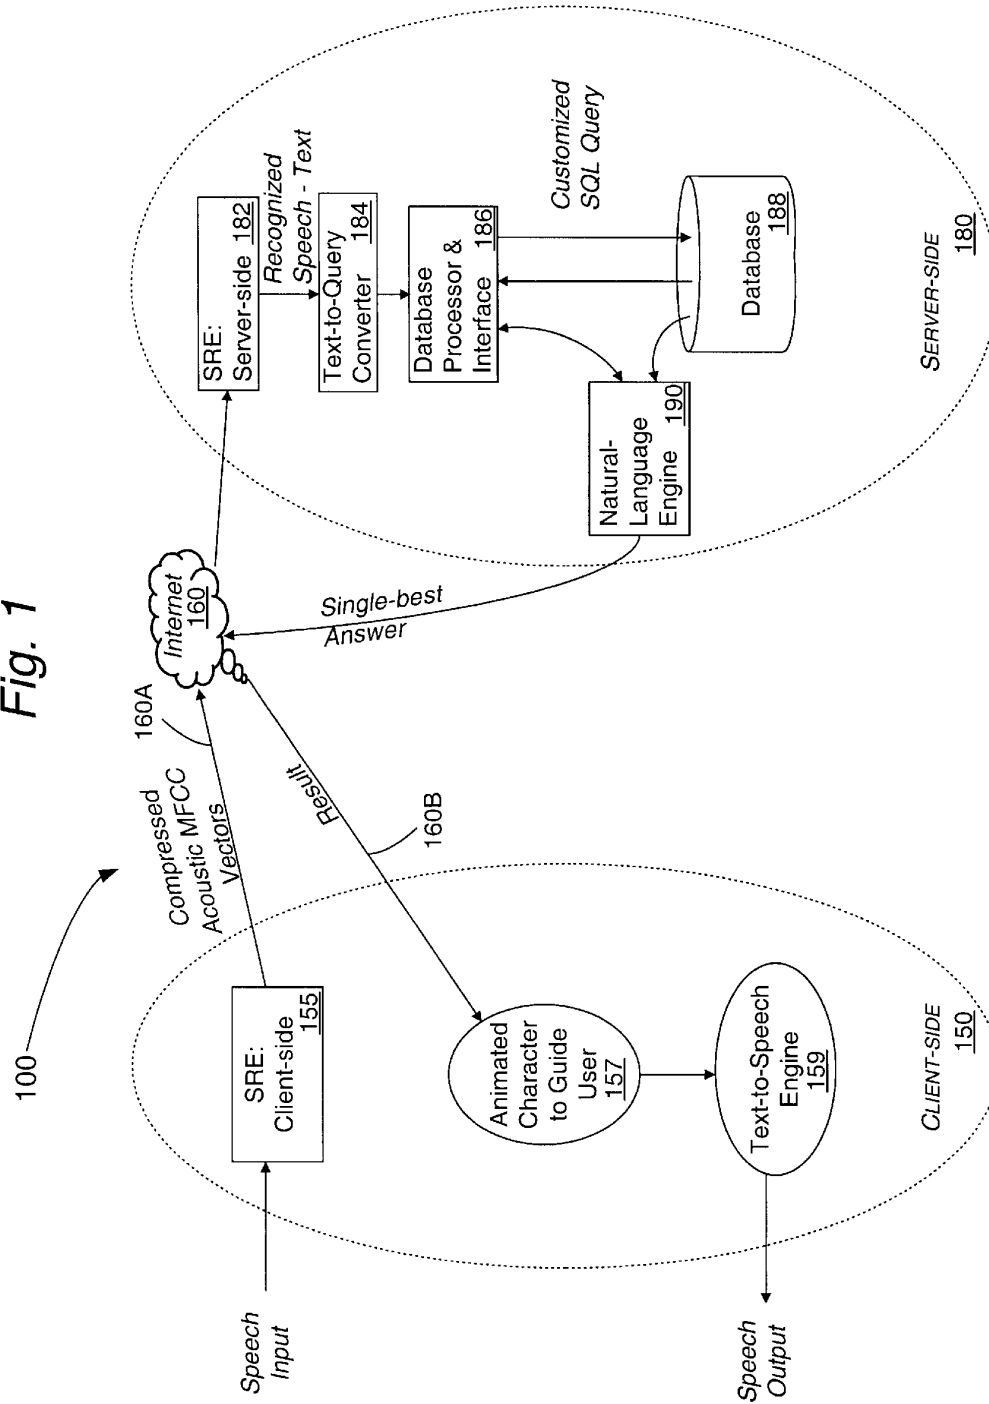 Fig. 1
100
Speech
Input
SRE:
Client-side
155
Compressed
Acoustic MFCC
Vectors
160A
Internet
160
SRE:
Server-side 182
Recognized
Speech - Text
Text-to-Query
Converter 184
Database
Processor &
Interface 186
Customized
SQL Query
Database
188
Natural-
Language
Engine 190
Single-best
Answer
Result
160B
Animated
Character
to Guide
User
157
Text-to-Speech
Engine
159
Speech
Output
CLIENT-SIDE
150
SERVER-SIDE
180